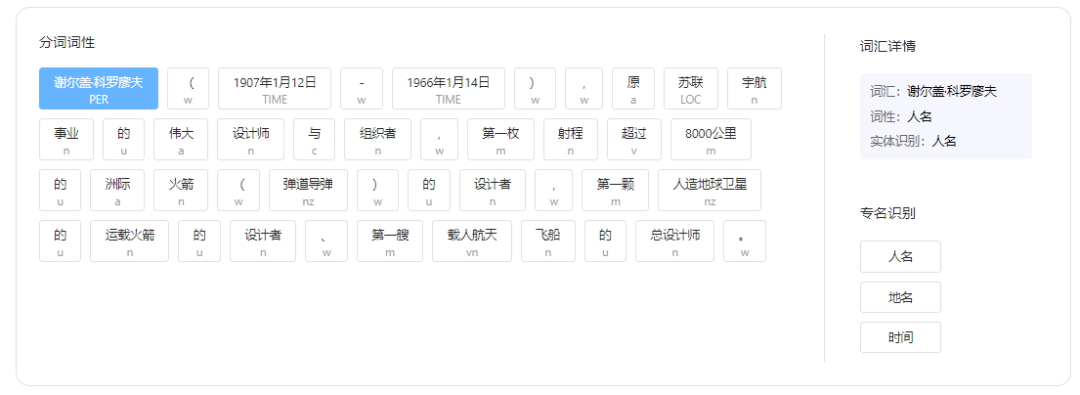 分词词性
谢尔盖·科罗廖夫 ( 1907年1月12日 - 1966年1月14日 ) , 原 苏联 宇航
PER w TIME w TIME w w a LOC n
事业 的 伟大 设计师 与 组织者 , 第一枚 射程 超过 8000公里
n u a n c n w m n v m
的 洲际 火箭 ( 弹道导弹 ) 的 设计者 , 第一颗 人造地球卫星
u a n w nz w u n w m nz
的 运载火箭 的 设计者 、 第一艘 载人航天 飞船 的 总设计师 。
u n u n w m vn n u n w
词汇详情
词汇：谢尔盖·科罗廖夫
词性：人名
实体识别：人名
专名识别
人名
地名
时间